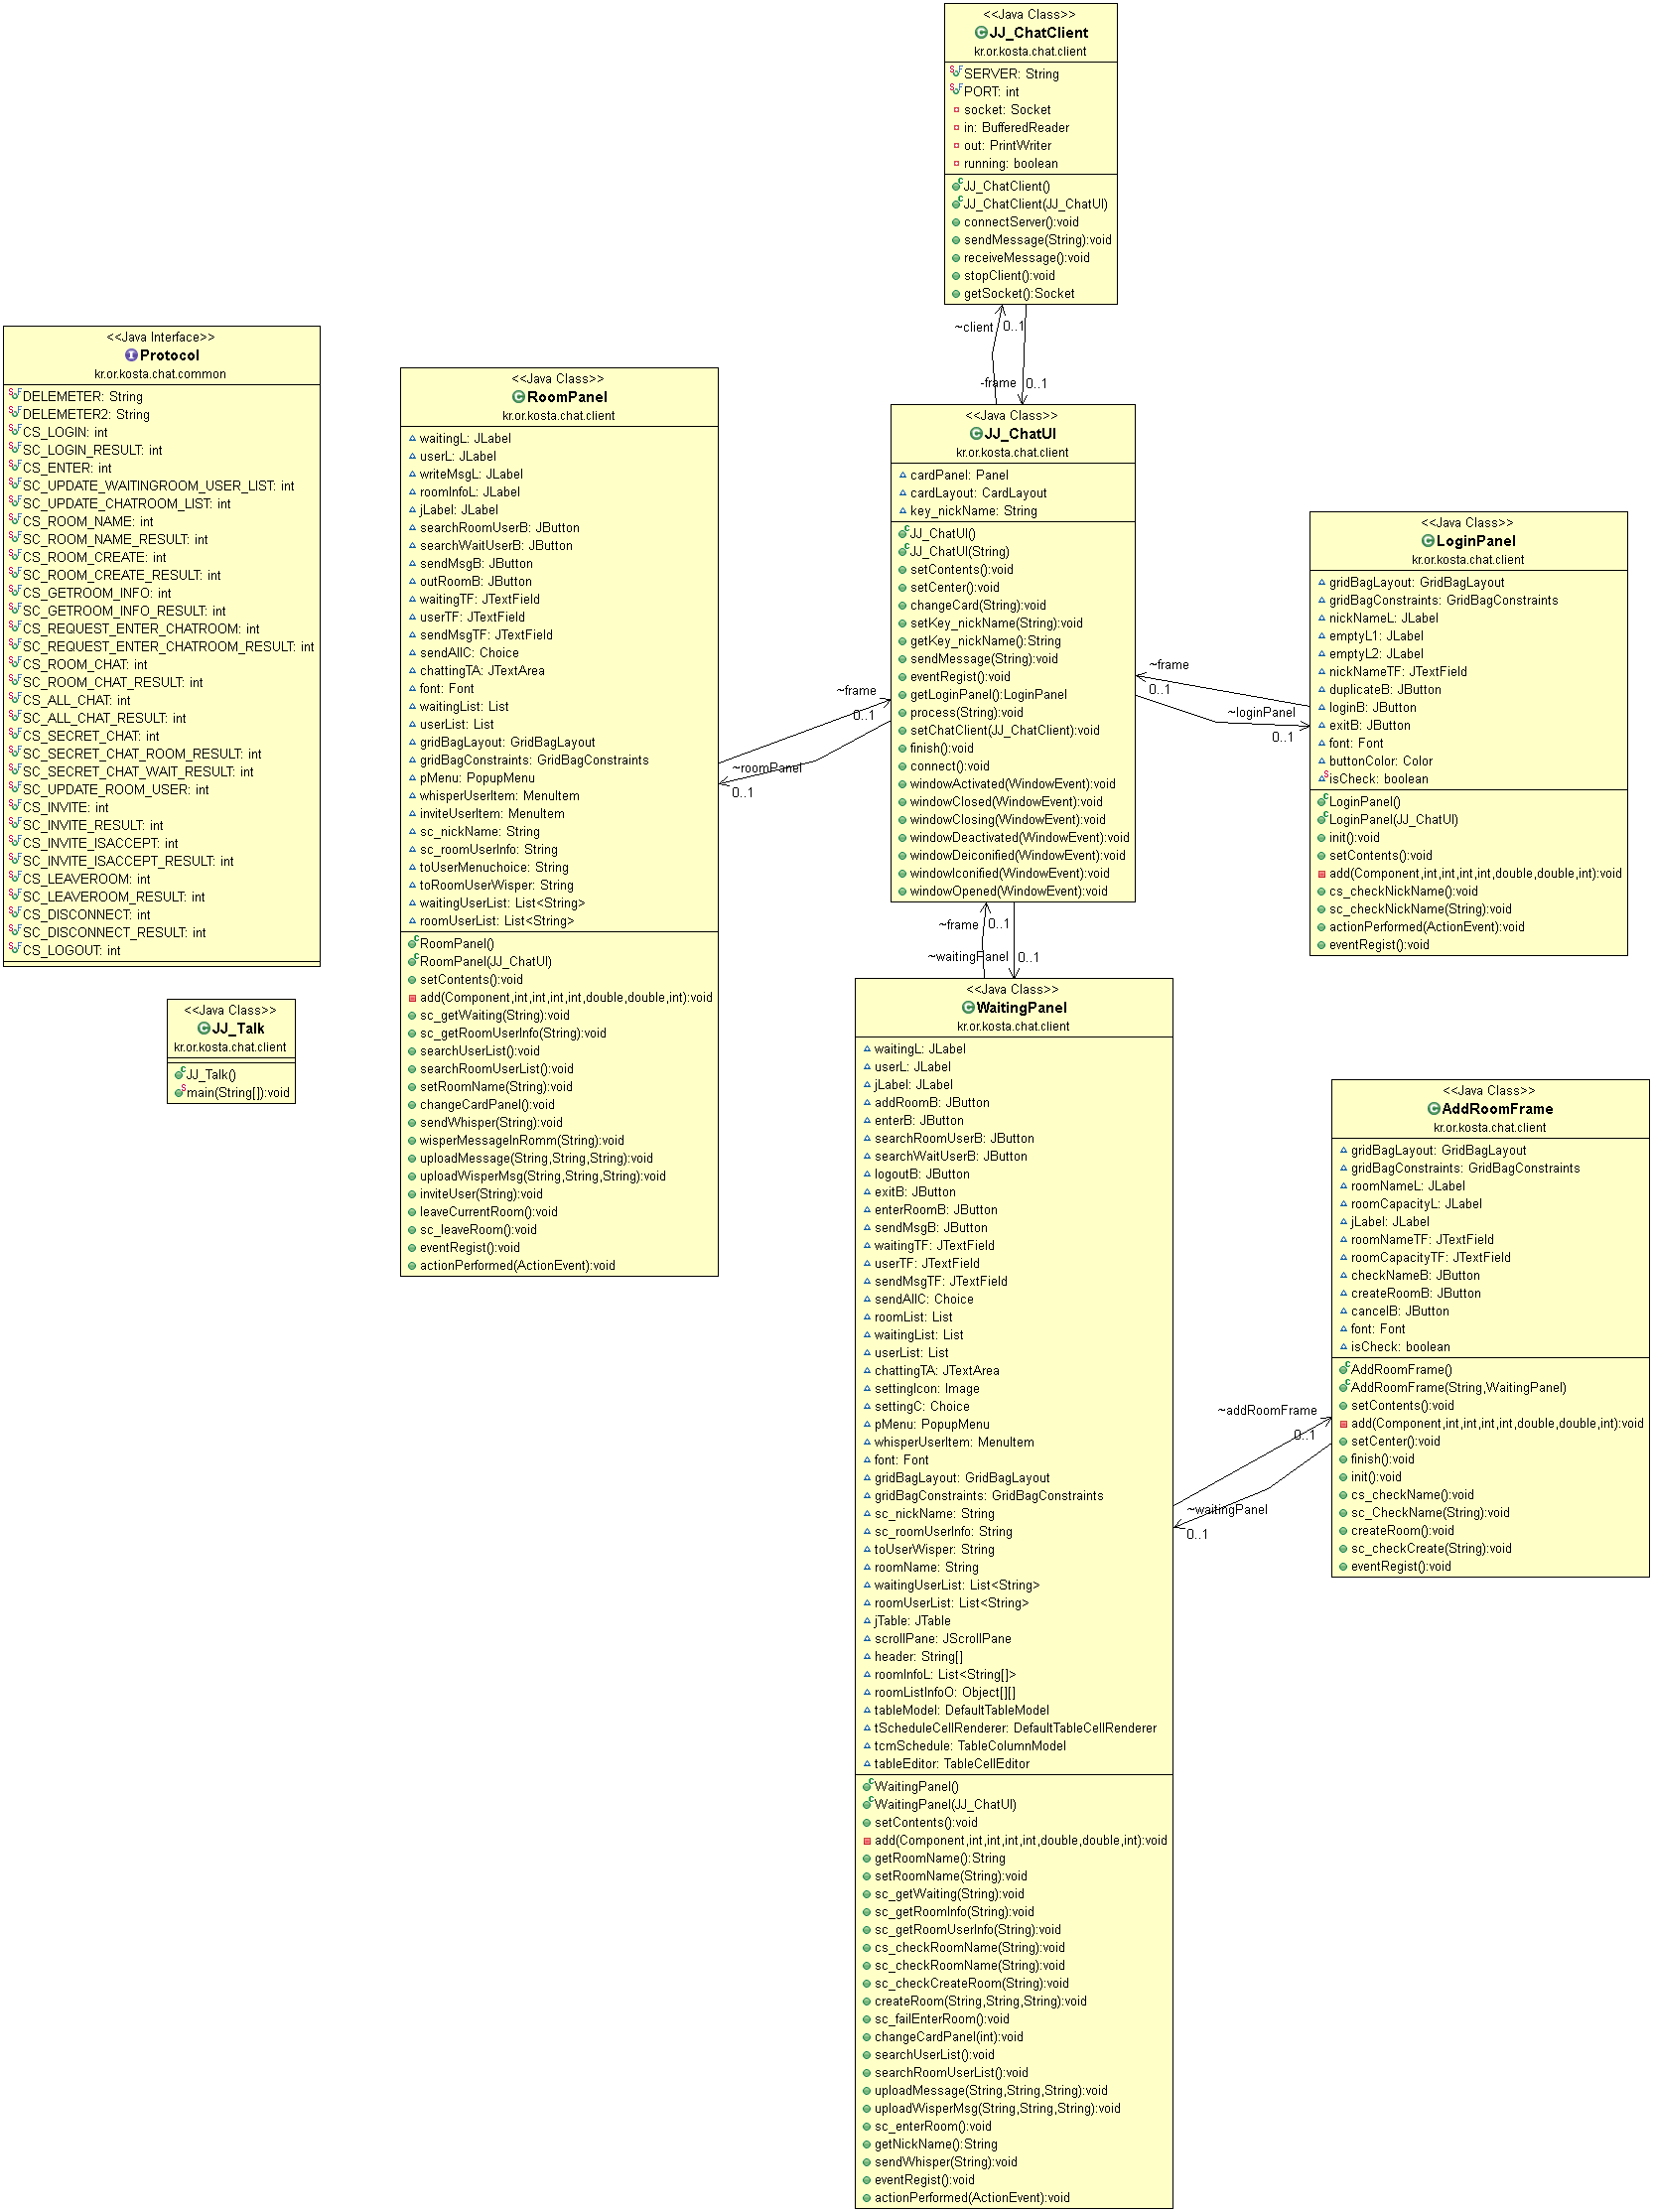 <<Java Class>>
JJ_ChatClient
kr.or.kosta.chat.client
SERVER: String
PORT: int
socket: Socket
in: BufferedReader
out: PrintWriter
running: boolean
JJ_ChatClient()
JJ_ChatClient(JJ_ChatUI)
connectServer():void
sendMessage(String):void
receiveMessage():void
stopClient():void
getSocket():Socket
~client 0..1
-frame 0..1
<<Java Interface>>
Protocol
kr.or.kosta.chat.common
DELEMETER: String
DELEMETER2: String
CS_LOGIN: int
SC_LOGIN_RESULT: int
CS_ENTER: int
SC_UPDATE_WAITINGROOM_USER_LIST: int
SC_UPDATE_CHATROOM_LIST: int
CS_ROOM_NAME: int
SC_ROOM_NAME_RESULT: int
CS_ROOM_CREATE: int
SC_ROOM_CREATE_RESULT: int
CS_GETROOM_INFO: int
SC_GETROOM_INFO_RESULT: int
CS_REQUEST_ENTER_CHATROOM: int
SC_REQUEST_ENTER_CHATROOM_RESULT: int
CS_ROOM_CHAT: int
SC_ROOM_CHAT_RESULT: int
CS_ALL_CHAT: int
SC_ALL_CHAT_RESULT: int
CS_SECRET_CHAT: int
SC_SECRET_CHAT_ROOM_RESULT: int
SC_SECRET_CHAT_WAIT_RESULT: int
SC_UPDATE_ROOM_USER: int
CS_INVITE: int
SC_INVITE_RESULT: int
CS_INVITE_ISACCEPT: int
SC_INVITE_ISACCEPT_RESULT: int
CS_LEAVEROOM: int
SC_LEAVEROOM_RESULT: int
CS_DISCONNECT: int
SC_DISCONNECT_RESULT: int
CS_LOGOUT: int
<<Java Class>>
JJ_Talk
kr.or.kosta.chat.client
JJ_Talk()
main(String[]):void
<<Java Class>>
RoomPanel
kr.or.kosta.chat.client
waitingL: JLabel
userL: JLabel
writeMsgL: JLabel
roomInfoL: JLabel
jLabel: JLabel
searchRoomUserB: JButton
searchWaitUserB: JButton
sendMsgB: JButton
outRoomB: JButton
waitingTF: JTextField
userTF: JTextField
sendMsgTF: JTextField
sendAllC: Choice
chattingTA: JTextArea
font: Font
waitingList: List
userList: List
gridBagLayout: GridBagLayout
gridBagConstraints: GridBagConstraints
pMenu: PopupMenu
whisperUserItem: MenuItem
inviteUserItem: MenuItem
sc_nickName: String
sc_roomUserInfo: String
toUserMenuchoice: String
toRoomUserWisper: String
waitingUserList: List<String>
roomUserList: List<String>
RoomPanel()
RoomPanel(JJ_ChatUI)
setContents():void
add(Component,int,int,int,int,double,double,int):void
sc_getWaiting(String):void
sc_getRoomUserInfo(String):void
searchUserList():void
searchRoomUserList():void
setRoomName(String):void
changeCardPanel():void
sendWhisper(String):void
wisperMessageInRomm(String):void
uploadMessage(String,String,String):void
uploadWisperMsg(String,String,String):void
inviteUser(String):void
leaveCurrentRoom():void
sc_leaveRoom():void
eventRegist():void
actionPerformed(ActionEvent):void
~frame
0..1
~roomPanel
0..1
<<Java Class>>
JJ_ChatUI
kr.or.kosta.chat.client
cardPanel: Panel
cardLayout: CardLayout
key_nickName: String
JJ_ChatUI()
JJ_ChatUI(String)
setContents():void
setCenter():void
changeCard(String):void
setKey_nickName(String):void
getKey_nickName():String
sendMessage(String):void
eventRegist():void
getLoginPanel():LoginPanel
process(String):void
setChatClient(JJ_ChatClient):void
finish():void
connect():void
windowActivated(WindowEvent):void
windowClosed(WindowEvent):void
windowClosing(WindowEvent):void
windowDeactivated(WindowEvent):void
windowDeiconified(WindowEvent):void
windowIconified(WindowEvent):void
windowOpened(WindowEvent):void
~frame
0..1
~loginPanel
0..1
<<Java Class>>
LoginPanel
kr.or.kosta.chat.client
gridBagLayout: GridBagLayout
gridBagConstraints: GridBagConstraints
nickNameL: JLabel
emptyL1: JLabel
emptyL2: JLabel
nickNameTF: JTextField
duplicateB: JButton
loginB: JButton
exitB: JButton
font: Font
buttonColor: Color
isCheck: boolean
LoginPanel()
LoginPanel(JJ_ChatUI)
init():void
setContents():void
add(Component,int,int,int,int,double,double,int):void
cs_checkNickName():void
sc_checkNickName(String):void
actionPerformed(ActionEvent):void
eventRegist():void
~frame 0..1
~waitingPanel 0..1
<<Java Class>>
WaitingPanel
kr.or.kosta.chat.client
waitingL: JLabel
userL: JLabel
jLabel: JLabel
addRoomB: JButton
enterB: JButton
searchRoomUserB: JButton
searchWaitUserB: JButton
logoutB: JButton
exitB: JButton
enterRoomB: JButton
sendMsgB: JButton
waitingTF: JTextField
userTF: JTextField
sendMsgTF: JTextField
sendAllC: Choice
roomList: List
waitingList: List
userList: List
chattingTA: JTextArea
settingIcon: Image
settingC: Choice
pMenu: PopupMenu
whisperUserItem: MenuItem
font: Font
gridBagLayout: GridBagLayout
gridBagConstraints: GridBagConstraints
sc_nickName: String
sc_roomUserInfo: String
toUserWisper: String
roomName: String
waitingUserList: List<String>
roomUserList: List<String>
jTable: JTable
scrollPane: JScrollPane
header: String[]
roomInfoL: List<String[]>
roomListInfoO: Object[][]
tableModel: DefaultTableModel
tScheduleCellRenderer: DefaultTableCellRenderer
tcmSchedule: TableColumnModel
tableEditor: TableCellEditor
WaitingPanel()
WaitingPanel(JJ_ChatUI)
setContents():void
add(Component,int,int,int,int,double,double,int):void
getRoomName():String
setRoomName(String):void
sc_getWaiting(String):void
sc_getRoomInfo(String):void
sc_getRoomUserInfo(String):void
cs_checkRoomName(String):void
sc_checkRoomName(String):void
sc_checkCreateRoom(String):void
createRoom(String,String,String):void
sc_failEnterRoom():void
changeCardPanel(int):void
searchUserList():void
searchRoomUserList():void
uploadMessage(String,String,String):void
uploadWisperMsg(String,String,String):void
sc_enterRoom():void
getNickName():String
sendWhisper(String):void
eventRegist():void
actionPerformed(ActionEvent):void
~addRoomFrame
0..1
~waitingPanel
0..1
<<Java Class>>
AddRoomFrame
kr.or.kosta.chat.client
gridBagLayout: GridBagLayout
gridBagConstraints: GridBagConstraints
roomNameL: JLabel
roomCapacityL: JLabel
jLabel: JLabel
roomNameTF: JTextField
roomCapacityTF: JTextField
checkNameB: JButton
createRoomB: JButton
cancelB: JButton
font: Font
isCheck: boolean
AddRoomFrame()
AddRoomFrame(String,WaitingPanel)
setContents():void
add(Component,int,int,int,int,double,double,int):void
setCenter():void
finish():void
init():void
cs_checkName():void
sc_CheckName(String):void
createRoom():void
sc_checkCreate(String):void
eventRegist():void